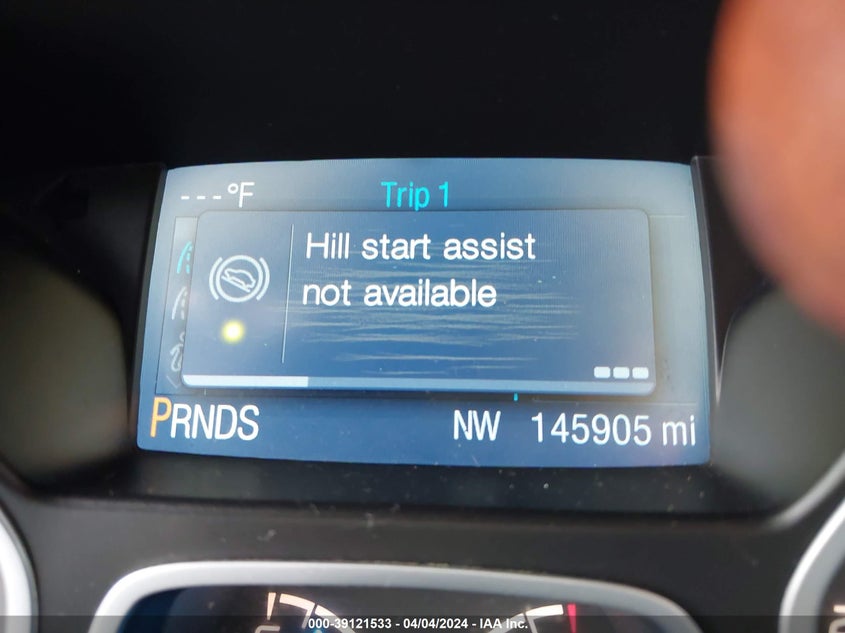 ---°F Trip 1
Hill start assist
not available
PRNDS NW 145905 mi
000-39121533 - 04/04/2024 - IAA Inc.